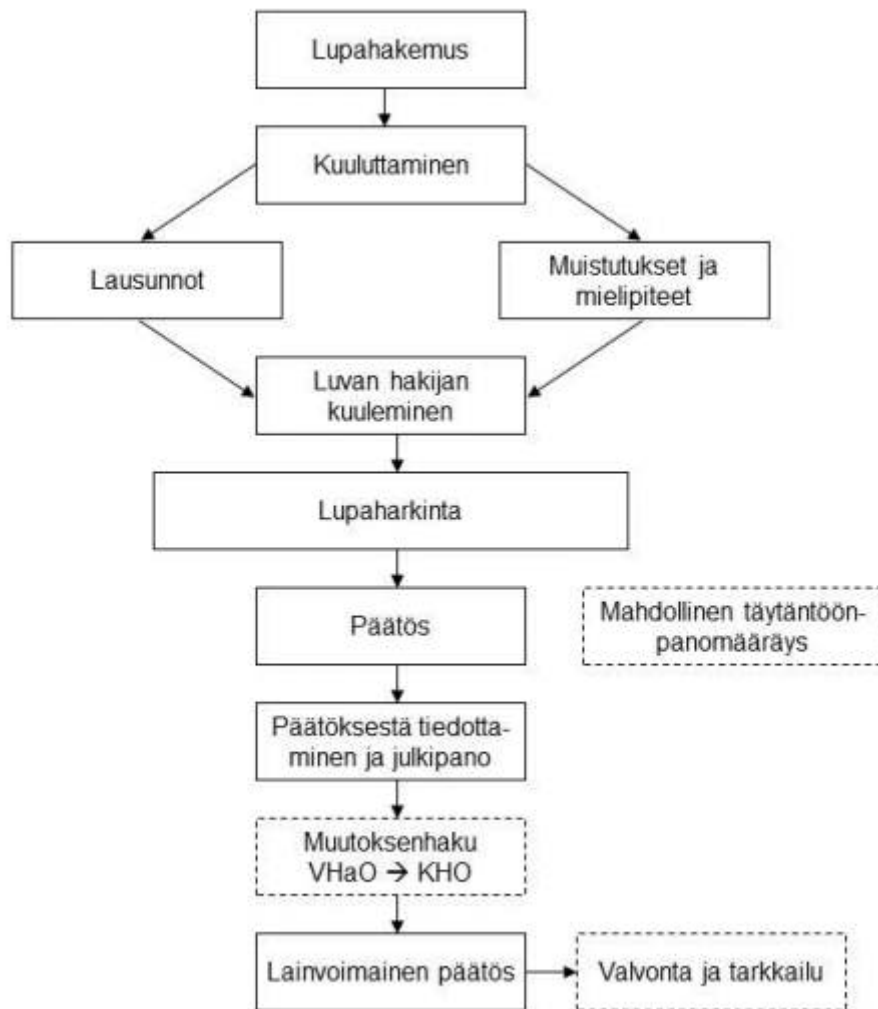 Lupahakemus
Kuuluttaminen
Lausunnot
Muistutukset ja
mielipiteet
Luvan hakijan
kuuleminen
Lupaharkinta
Päätös
Mahdollinen täytäntöön-
panomääräys
Päätöksestä tiedotta-
minen ja julkipano
Muutoksenhaku
VHaO → KHO
Lainvoimainen päätös
Valvonta ja tarkkailu